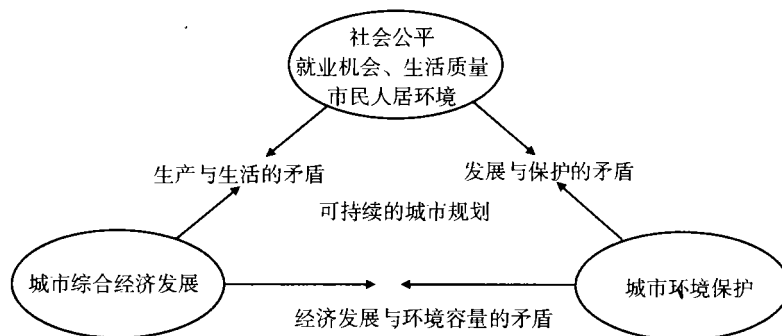 社会公平
就业机会、生活质量
市民人居环境
生产与生活的矛盾
发展与保护的矛盾
可持续的城市规划
城市综合经济发展
城市环境保护
经济发展与环境容量的矛盾